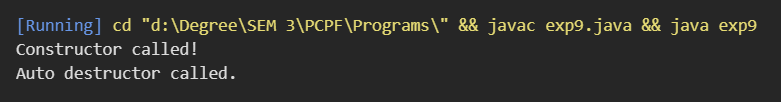 [Running] cd "d:\Degree\SEM 3\PCPF\Programs\" && javac exp9.java && java exp9
Constructor called!
Auto destructor called.